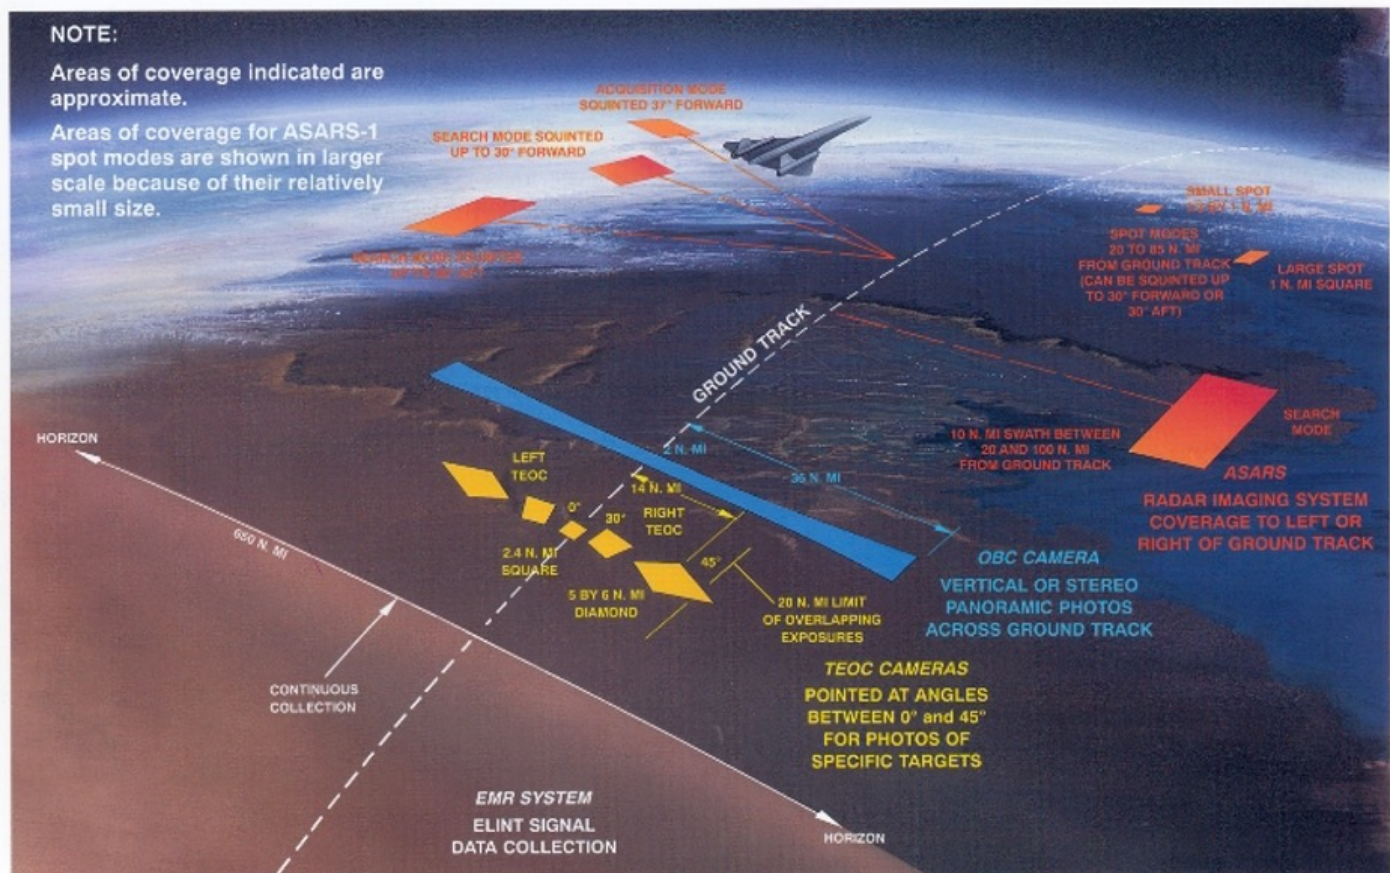 NOTE:
Areas of coverage indicated are
approximate.
Areas of coverage for ASARS-1
spot modes are shown in larger
scale because of their relatively
small size.
ACQUISITION MODE
SQUINTED 37° FORWARD
SEARCH MODE SQUINTED
UP TO 30° FORWARD
SEARCH MODE SQUINTED
SMALL SPOT
SPOT MODES
20 TO 85 N. MI
FROM GROUND TRACK
(CAN BE SQUINTED UP
TO 30° FORWARD OR
30° AFT)
LARGE SPOT
1 N. MI SQUARE
GROUND TRACK
SEARCH
MODE
10 N. MI SWATH BETWEEN
20 AND 100 N. MI
FROM GROUND TRACK
ASARS
RADAR IMAGING SYSTEM
COVERAGE TO LEFT OR
RIGHT OF GROUND TRACK
HORIZON
LEFT
TEOC
2 N. MI
36 N. MI
14 N. MI
RIGHT
TEOC
0°
30°
45°
2.4 N. MI
SQUARE
5 BY 6 N. MI
DIAMOND
20 N. MI LIMIT
OF OVERLAPPING
EXPOSURES
OBC CAMERA
VERTICAL OR STEREO
PANORAMIC PHOTOS
ACROSS GROUND TRACK
650 N. MI
TEOC CAMERAS
POINTED AT ANGLES
BETWEEN 0° and 45°
FOR PHOTOS OF
SPECIFIC TARGETS
CONTINUOUS
COLLECTION
EMR SYSTEM
ELINT SIGNAL
DATA COLLECTION
HORIZON